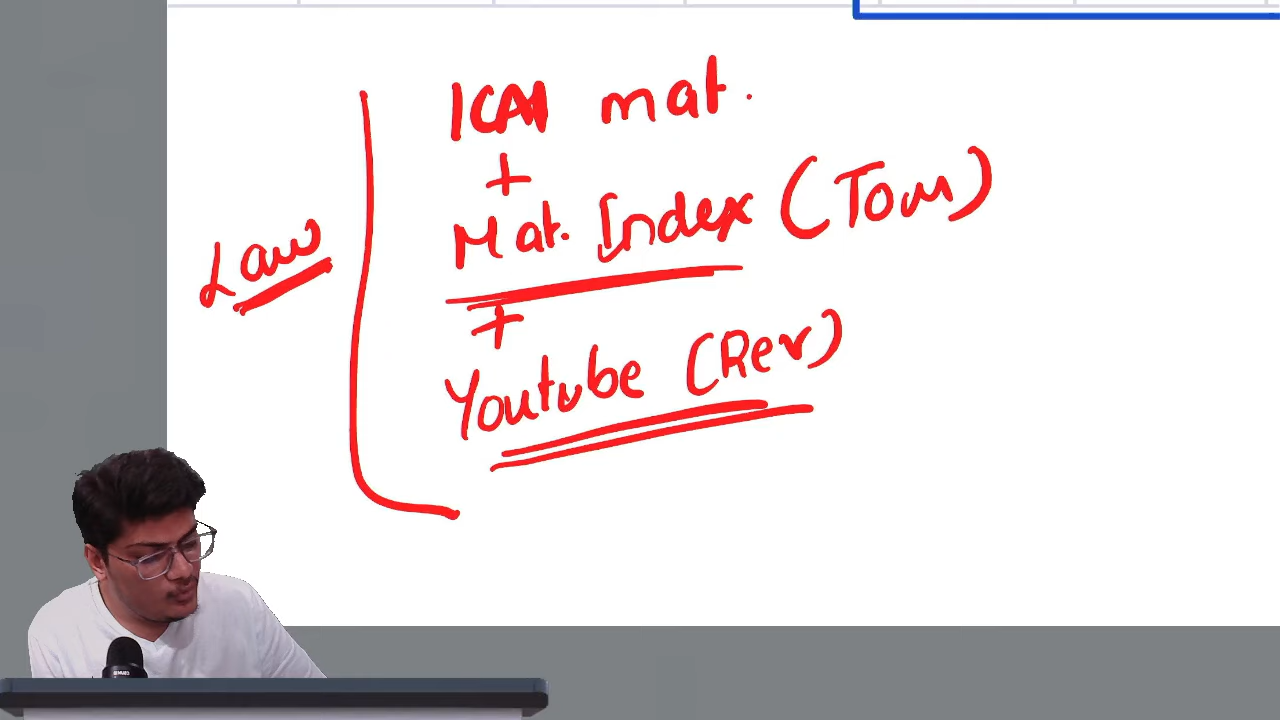 ICAI mat.
+
Law
Mat. Index (Tom)
+
Youtube (Rev)